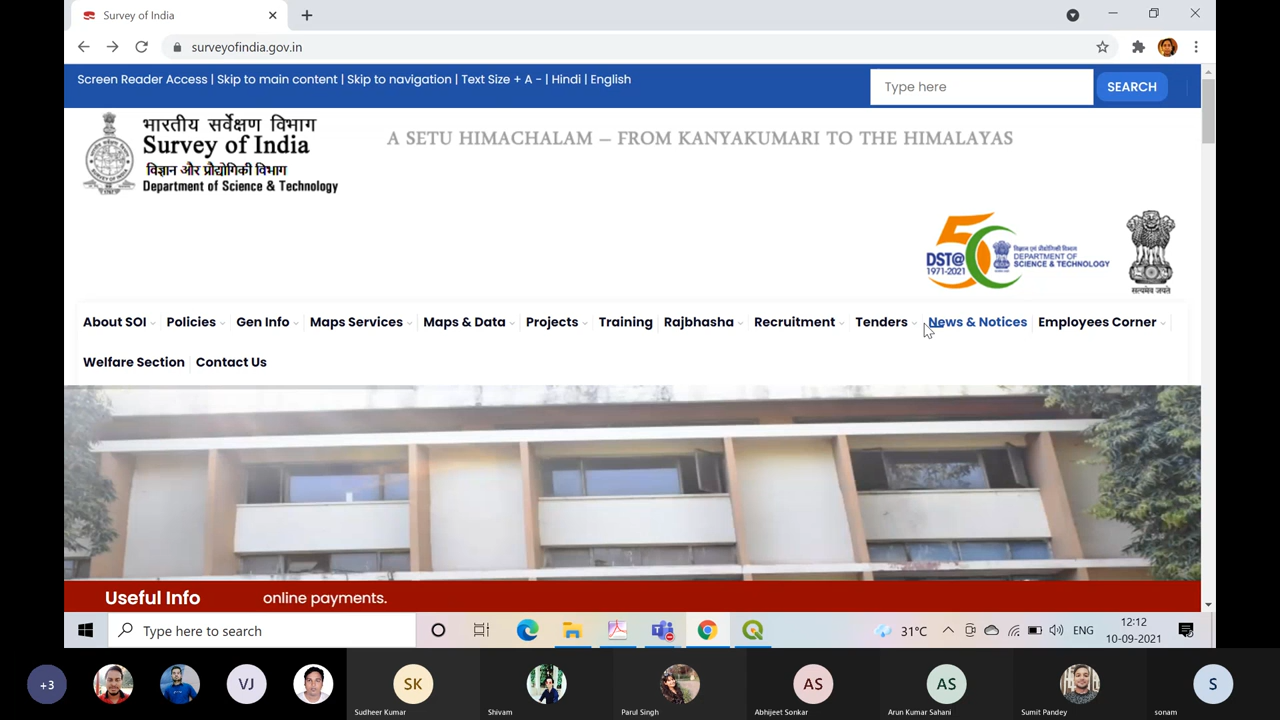 Survey of India
surveyofindia.gov.in
Screen Reader Access | Skip to main content | Skip to navigation | Text Size + A - | Hindi | English
Type here
SEARCH
भारतीय सर्वेक्षण विभाग
Survey of India
विज्ञान और प्रौद्योगिकी विभाग
Department of Science & Technology
A SETU HIMACHALAM – FROM KANYAKUMARI TO THE HIMALAYAS
50
DST@
1971-2021
विज्ञान एवं प्रौद्योगिकी विभाग
DEPARTMENT OF
SCIENCE & TECHNOLOGY
सत्यमेव जयते
About SOI Policies Gen Info Maps Services Maps & Data Projects Training Rajbhasha Recruitment Tenders News & Notices Employees Corner
Welfare Section Contact Us
Useful Info online payments.
Type here to search
31°C ENG
12:12
10-09-2021
+3 VJ SK AS AS S
Sudheer Kumar Shivam Parul Singh Abhijeet Sonkar Arun Kumar Sahani Sumit Pandey sonam